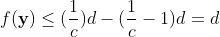 f(y) ≤ (1/c)d − (1/c − 1)d = d